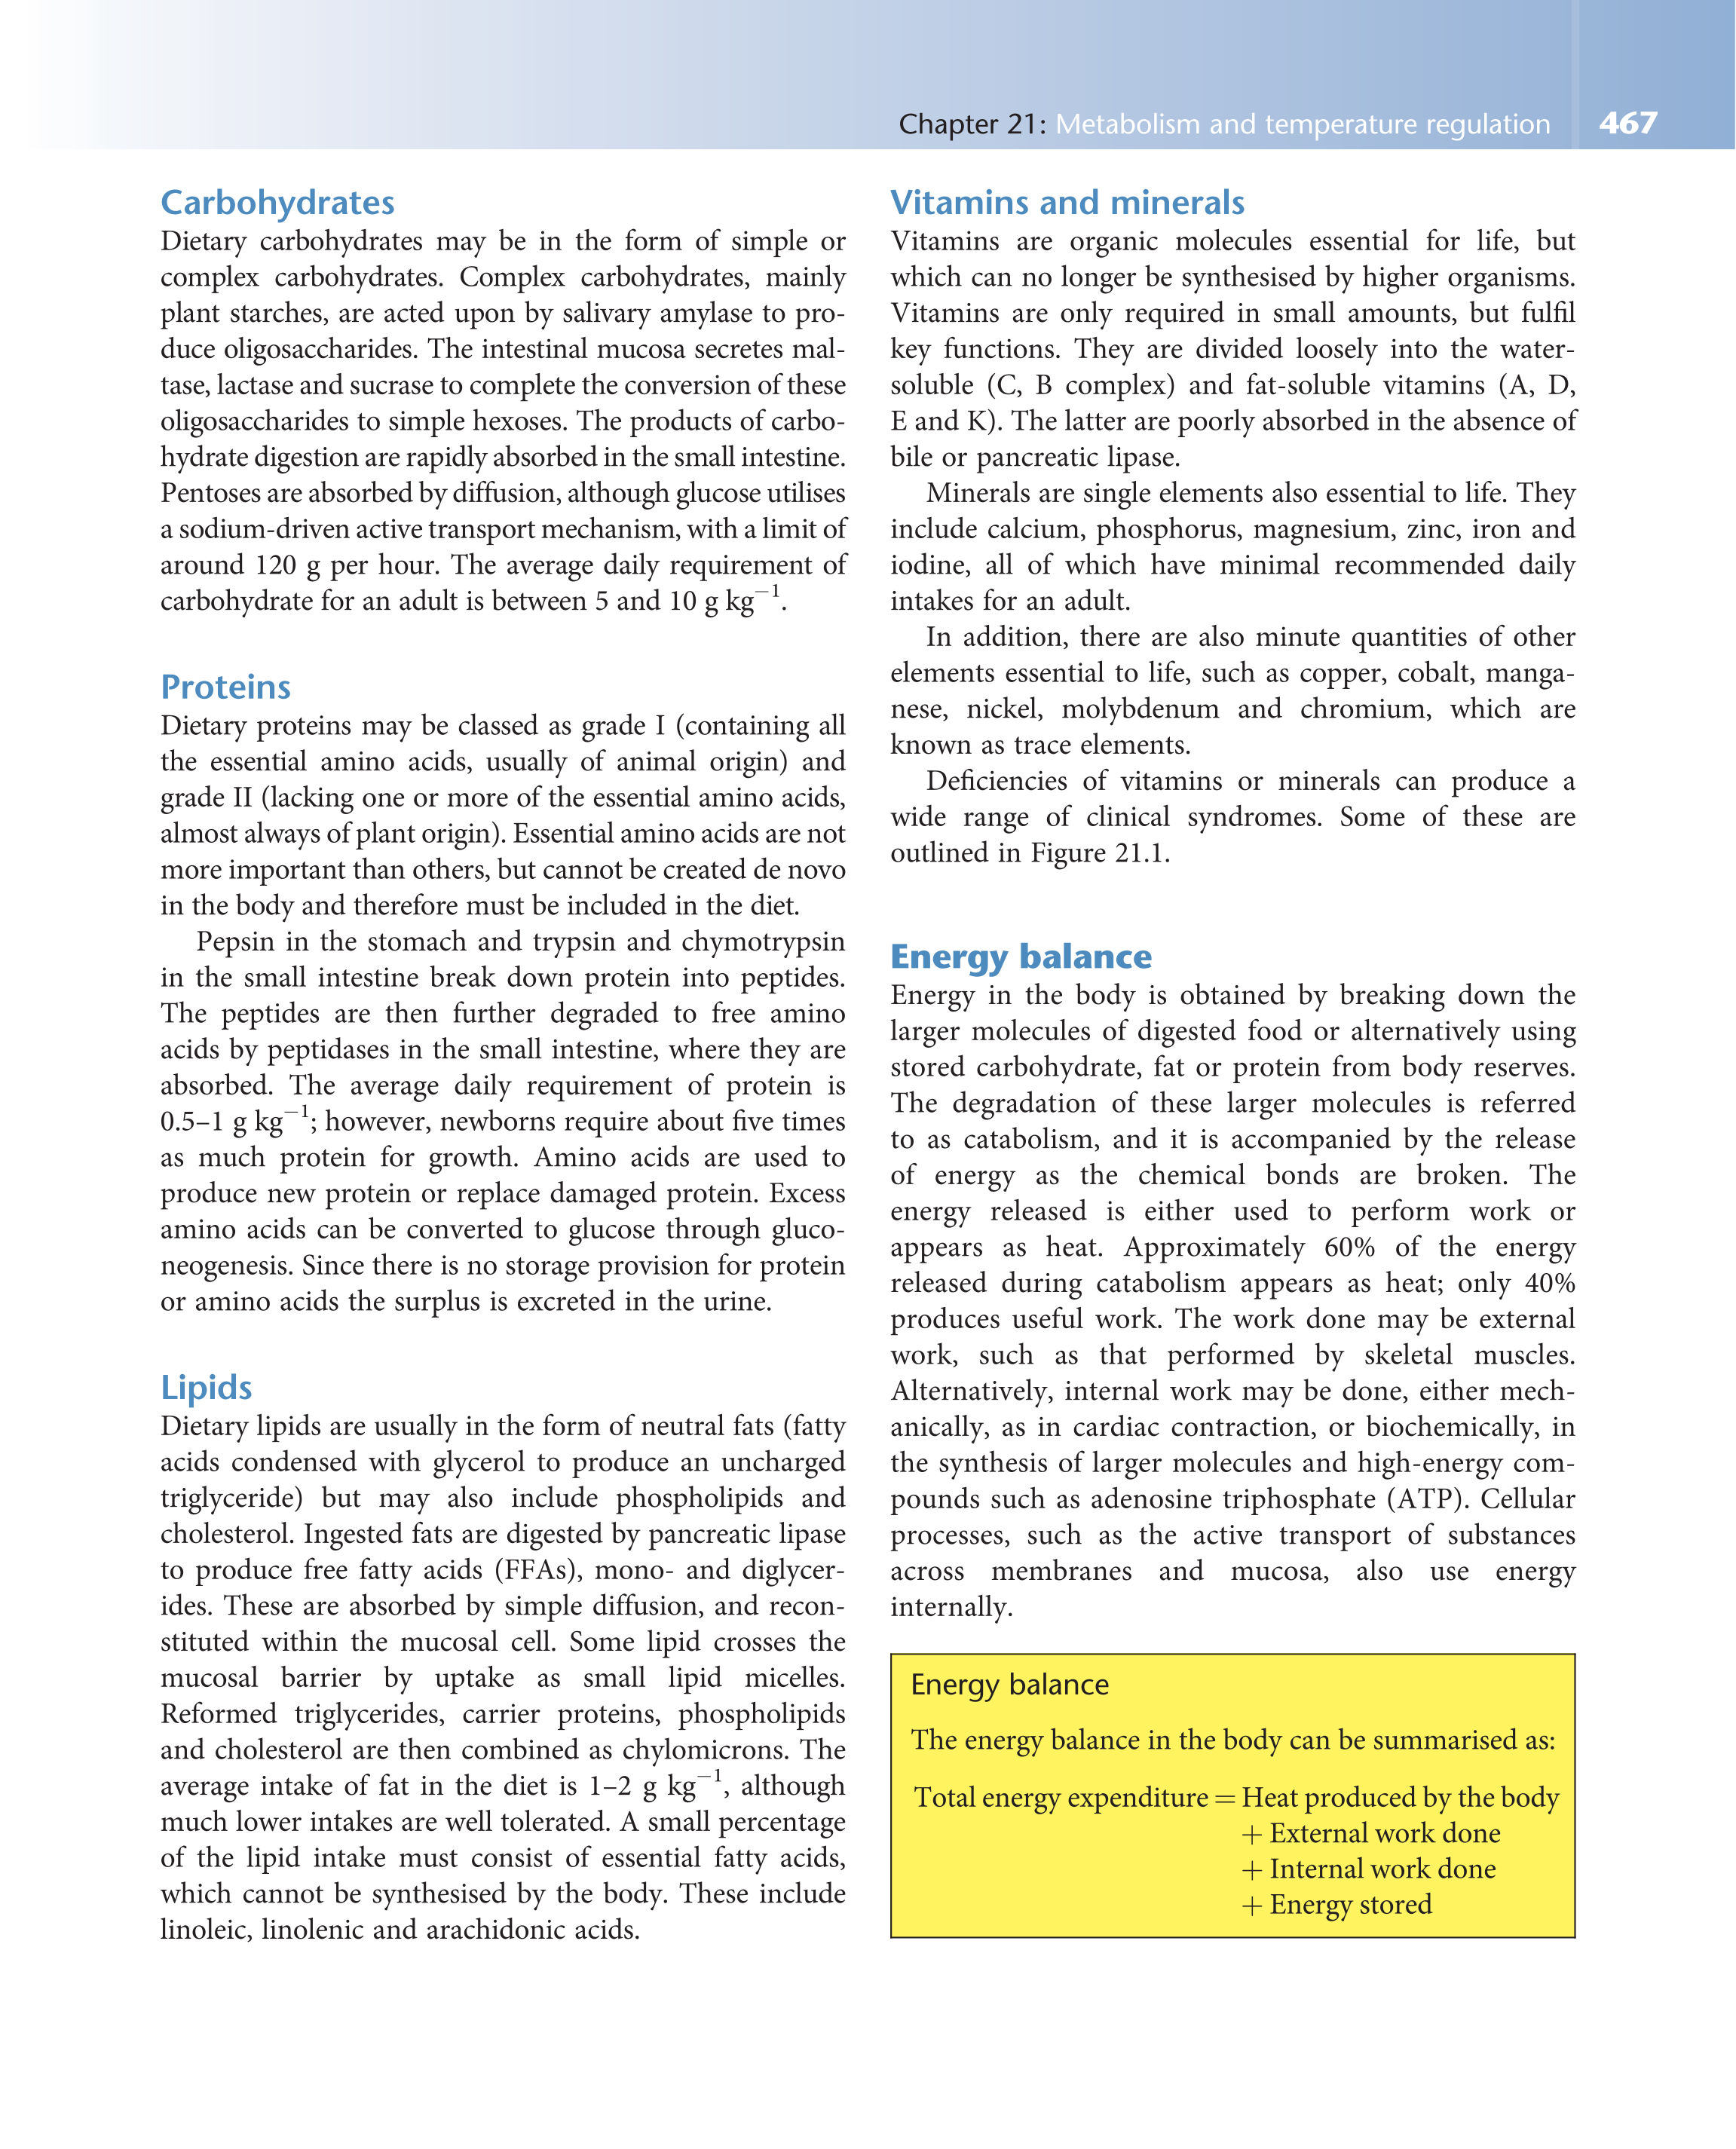 Chapter 21: Metabolism and temperature regulation 467
Carbohydrates
Dietary carbohydrates may be in the form of simple or
complex carbohydrates. Complex carbohydrates, mainly
plant starches, are acted upon by salivary amylase to pro-
duce oligosaccharides. The intestinal mucosa secretes mal-
tase, lactase and sucrase to complete the conversion of these
oligosaccharides to simple hexoses. The products of carbo-
hydrate digestion are rapidly absorbed in the small intestine.
Pentoses are absorbed by diffusion, although glucose utilises
a sodium-driven active transport mechanism, with a limit of
around 120 g per hour. The average daily requirement of
carbohydrate for an adult is between 5 and 10 g kg⁻¹.
Proteins
Dietary proteins may be classed as grade I (containing all
the essential amino acids, usually of animal origin) and
grade II (lacking one or more of the essential amino acids,
almost always of plant origin). Essential amino acids are not
more important than others, but cannot be created de novo
in the body and therefore must be included in the diet.
Pepsin in the stomach and trypsin and chymotrypsin
in the small intestine break down protein into peptides.
The peptides are then further degraded to free amino
acids by peptidases in the small intestine, where they are
absorbed. The average daily requirement of protein is
0.5–1 g kg⁻¹; however, newborns require about five times
as much protein for growth. Amino acids are used to
produce new protein or replace damaged protein. Excess
amino acids can be converted to glucose through gluco-
neogenesis. Since there is no storage provision for protein
or amino acids the surplus is excreted in the urine.
Lipids
Dietary lipids are usually in the form of neutral fats (fatty
acids condensed with glycerol to produce an uncharged
triglyceride) but may also include phospholipids and
cholesterol. Ingested fats are digested by pancreatic lipase
to produce free fatty acids (FFAs), mono- and diglycer-
ides. These are absorbed by simple diffusion, and recon-
stituted within the mucosal cell. Some lipid crosses the
mucosal barrier by uptake as small lipid micelles.
Reformed triglycerides, carrier proteins, phospholipids
and cholesterol are then combined as chylomicrons. The
average intake of fat in the diet is 1–2 g kg⁻¹, although
much lower intakes are well tolerated. A small percentage
of the lipid intake must consist of essential fatty acids,
which cannot be synthesised by the body. These include
linoleic, linolenic and arachidonic acids.
Vitamins and minerals
Vitamins are organic molecules essential for life, but
which can no longer be synthesised by higher organisms.
Vitamins are only required in small amounts, but fulfil
key functions. They are divided loosely into the water-
soluble (C, B complex) and fat-soluble vitamins (A, D,
E and K). The latter are poorly absorbed in the absence of
bile or pancreatic lipase.
Minerals are single elements also essential to life. They
include calcium, phosphorus, magnesium, zinc, iron and
iodine, all of which have minimal recommended daily
intakes for an adult.
In addition, there are also minute quantities of other
elements essential to life, such as copper, cobalt, manga-
nese, nickel, molybdenum and chromium, which are
known as trace elements.
Deficiencies of vitamins or minerals can produce a
wide range of clinical syndromes. Some of these are
outlined in Figure 21.1.
Energy balance
Energy in the body is obtained by breaking down the
larger molecules of digested food or alternatively using
stored carbohydrate, fat or protein from body reserves.
The degradation of these larger molecules is referred
to as catabolism, and it is accompanied by the release
of energy as the chemical bonds are broken. The
energy released is either used to perform work or
appears as heat. Approximately 60% of the energy
released during catabolism appears as heat; only 40%
produces useful work. The work done may be external
work, such as that performed by skeletal muscles.
Alternatively, internal work may be done, either mech-
anically, as in cardiac contraction, or biochemically, in
the synthesis of larger molecules and high-energy com-
pounds such as adenosine triphosphate (ATP). Cellular
processes, such as the active transport of substances
across membranes and mucosa, also use energy
internally.
Energy balance
The energy balance in the body can be summarised as:
Total energy expenditure = Heat produced by the body
+ External work done
+ Internal work done
+ Energy stored